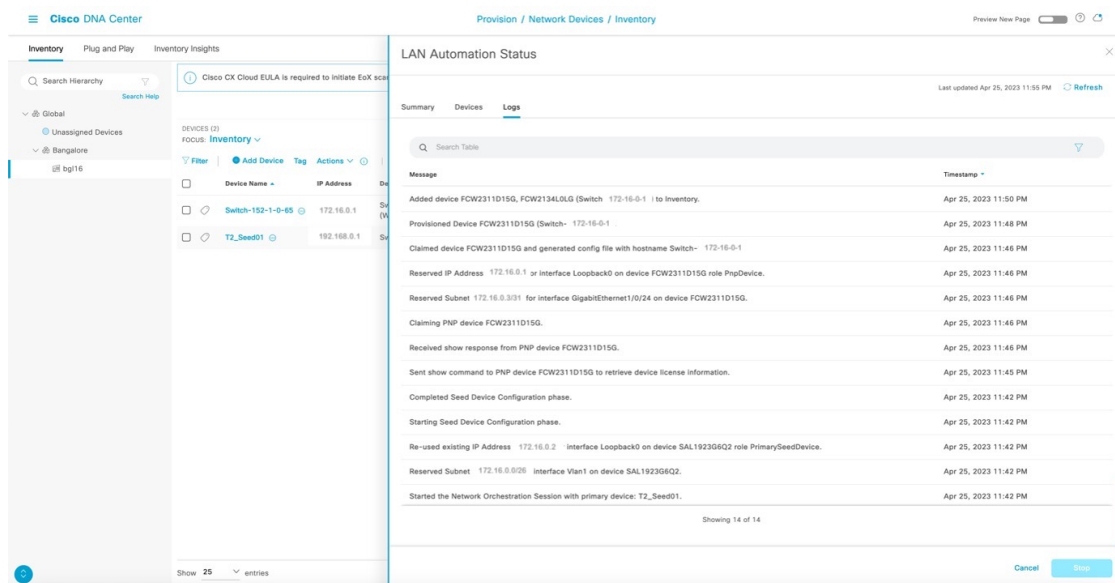 Cisco DNA Center
Provision / Network Devices / Inventory
Preview New Page
Inventory Plug and Play Inventory Insights
Search Hierarchy
Search Help
Global
Unassigned Devices
Bangalore
bgl16
Cisco CX Cloud EULA is required to initiate EoX scan
DEVICES (2)
FOCUS: Inventory
Filter Add Device Tag Actions
Device Name IP Address De
Switch-152-1-0-65 172.16.0.1 Sw
(W
T2_Seed01 192.168.0.1 Sw
Show 25 entries
LAN Automation Status
Last updated Apr 25, 2023 11:55 PM Refresh
Summary Devices Logs
Search Table
Message Timestamp
Added device FCW2311D15G, FCW2134L0LG (Switch 172-16-0-1 ) to Inventory. Apr 25, 2023 11:50 PM
Provisioned Device FCW2311D15G (Switch- 172-16-0-1 Apr 25, 2023 11:48 PM
Claimed device FCW2311D15G and generated config file with hostname Switch- 172-16-0-1 Apr 25, 2023 11:46 PM
Reserved IP Address 172.16.0.1 or interface Loopback0 on device FCW2311D15G role PnpDevice. Apr 25, 2023 11:46 PM
Reserved Subnet 172.16.0.3/31 for interface GigabitEthernet1/0/24 on device FCW2311D15G. Apr 25, 2023 11:46 PM
Claiming PNP device FCW2311D15G. Apr 25, 2023 11:46 PM
Received show response from PNP device FCW2311D15G. Apr 25, 2023 11:46 PM
Sent show command to PNP device FCW2311D15G to retrieve device license information. Apr 25, 2023 11:45 PM
Completed Seed Device Configuration phase. Apr 25, 2023 11:42 PM
Starting Seed Device Configuration phase. Apr 25, 2023 11:42 PM
Re-used existing IP Address 172.16.0.2 interface Loopback0 on device SAL1923G6Q2 role PrimarySeedDevice. Apr 25, 2023 11:42 PM
Reserved Subnet 172.16.0.0/26 interface Vlan1 on device SAL1923G6Q2. Apr 25, 2023 11:42 PM
Started the Network Orchestration Session with primary device: T2_Seed01. Apr 25, 2023 11:42 PM
Showing 14 of 14
Cancel Stop